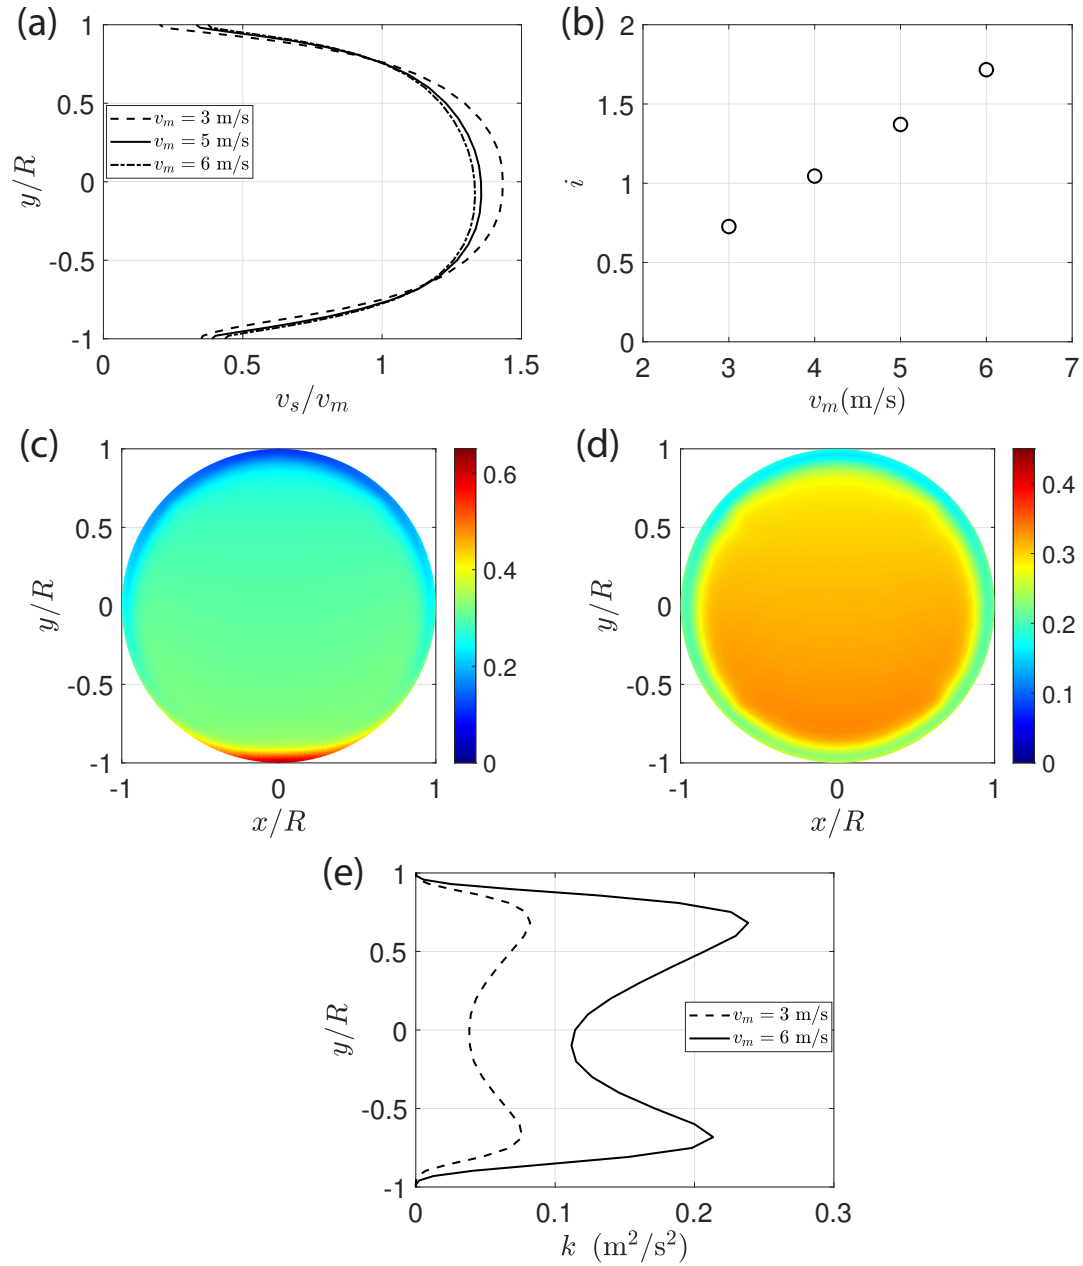 (a)
1
0.5
0
-0.5
-1
y/R
v_m = 3 m/s
v_m = 5 m/s
v_m = 6 m/s
0
0.5
1
1.5
v_s/v_m
(b)
2
1.5
1
0.5
0
i
2
3
4
5
6
7
v_m(m/s)
(c)
1
0.5
0
-0.5
-1
y/R
-1
0
1
x/R
0.6
0.4
0.2
0
(d)
1
0.5
0
-0.5
-1
y/R
-1
0
1
x/R
0.4
0.3
0.2
0.1
0
(e)
1
0.5
0
-0.5
-1
y/R
v_m = 3 m/s
v_m = 6 m/s
0
0.1
0.2
0.3
k (m²/s²)